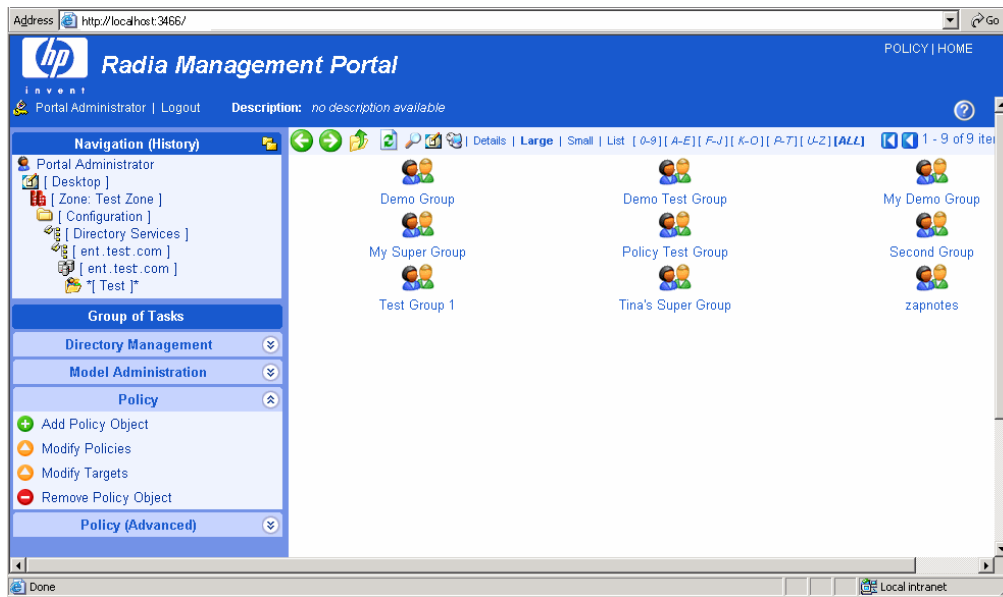 Address http://localhost:3466/ Go
hp
invent
Radia Management Portal
POLICY | HOME
Portal Administrator | Logout Description: no description available
Navigation (History)
Portal Administrator
[ Desktop ]
[ Zone: Test Zone ]
[ Configuration ]
[ Directory Services ]
[ ent.test.com ]
[ ent.test.com ]
*[ Test ]*
Group of Tasks
Directory Management
Model Administration
Policy
Add Policy Object
Modify Policies
Modify Targets
Remove Policy Object
Policy (Advanced)
| Details | Large | Small | List [ 0-9 ] [ A-E ] [ F-J ] [ K-O ] [ P-T ] [ U-Z ] [ALL] 1 - 9 of 9 iter
Demo Group Demo Test Group My Demo Group
My Super Group Policy Test Group Second Group
Test Group 1 Tina's Super Group zapnotes
Done Local intranet